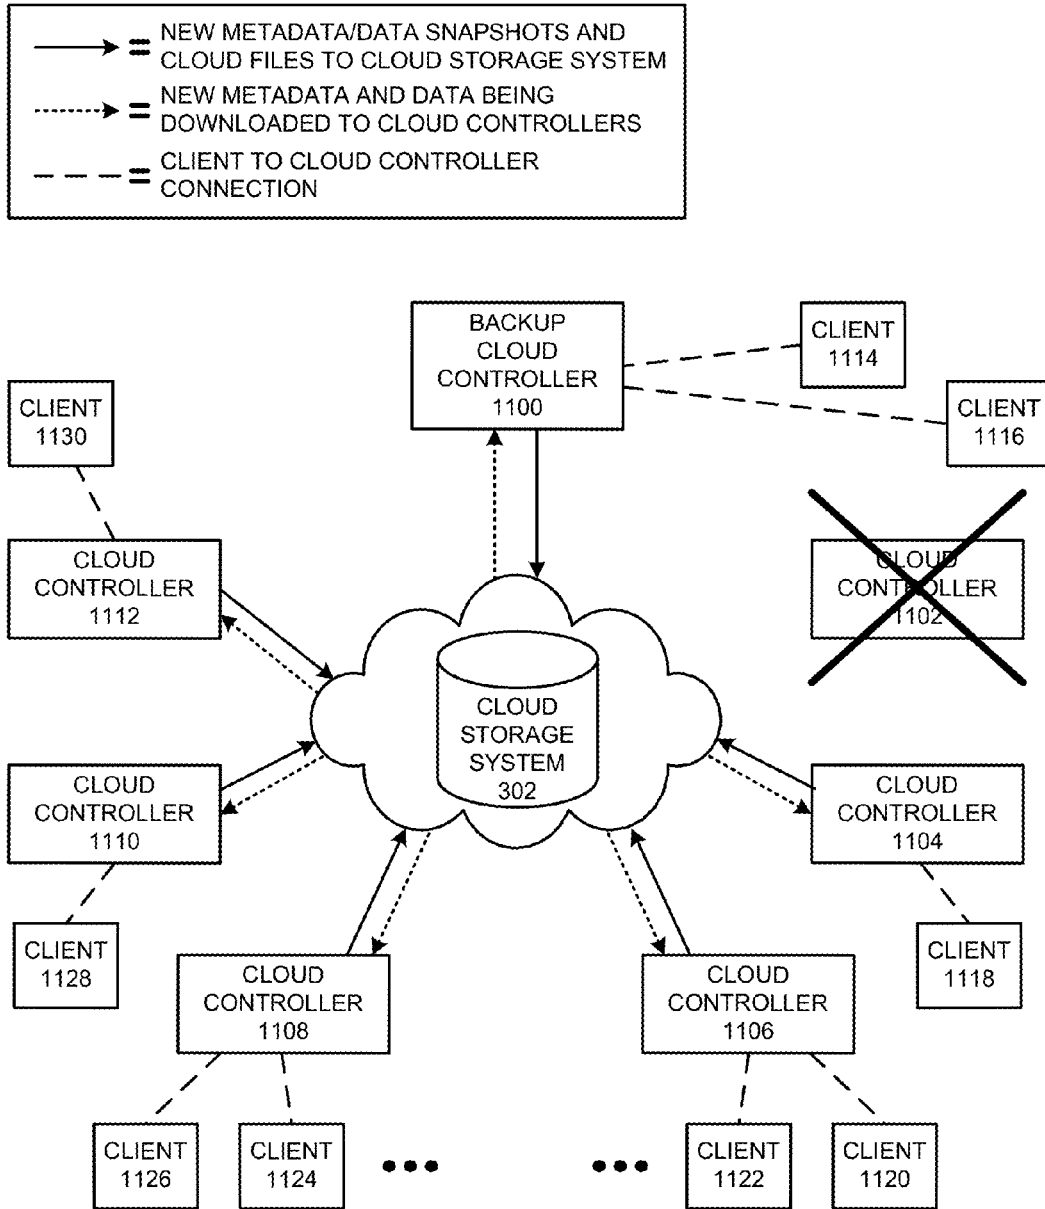 NEW METADATA/DATA SNAPSHOTS AND
CLOUD FILES TO CLOUD STORAGE SYSTEM
NEW METADATA AND DATA BEING
DOWNLOADED TO CLOUD CONTROLLERS
CLIENT TO CLOUD CONTROLLER
CONNECTION
BACKUP
CLOUD
CONTROLLER
1100
CLIENT
1114
CLIENT
1116
CLIENT
1130
CLOUD
CONTROLLER
1112
CLOUD
CONTROLLER
1102
CLOUD
STORAGE
SYSTEM
302
CLOUD
CONTROLLER
1110
CLOUD
CONTROLLER
1104
CLIENT
1128
CLIENT
1118
CLOUD
CONTROLLER
1108
CLOUD
CONTROLLER
1106
CLIENT
1126
CLIENT
1124
CLIENT
1122
CLIENT
1120